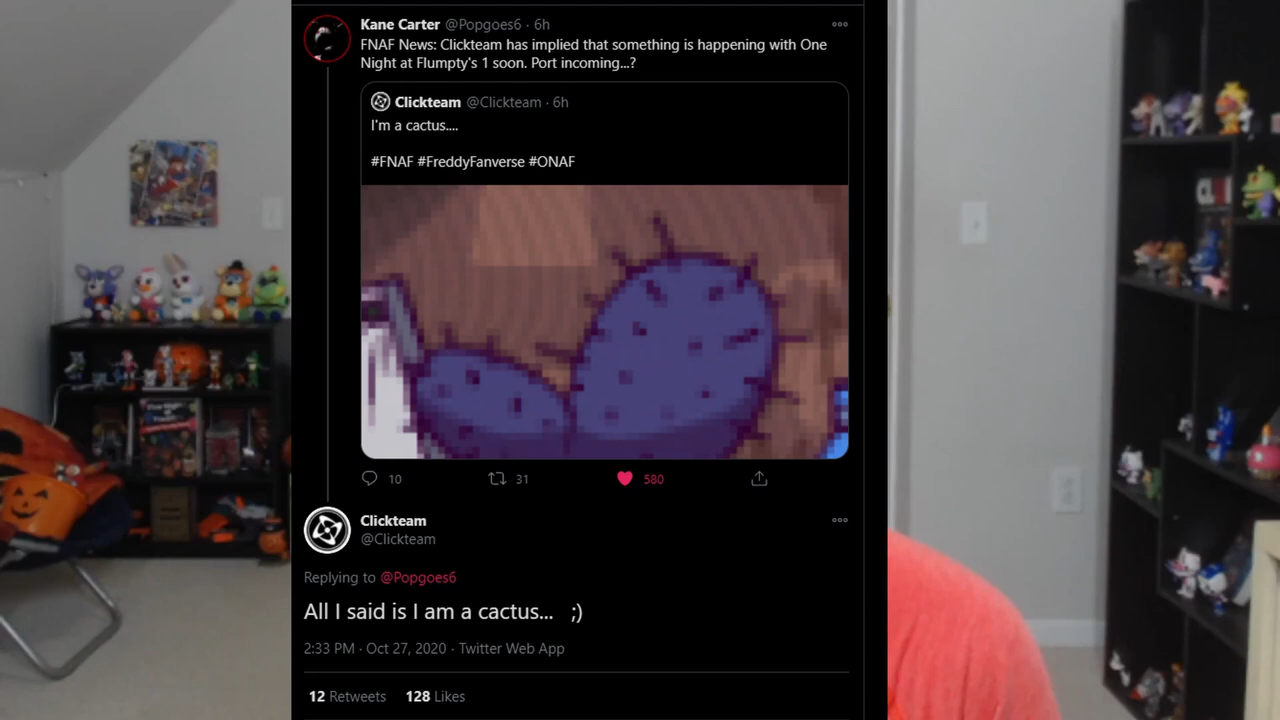 Kane Carter @Popgoes6 · 6h
FNAF News: Clickteam has implied that something is happening with One
Night at Flumpty's 1 soon. Port incoming...?
Clickteam @Clickteam · 6h
I'm a cactus....
#FNAF #FreddyFanverse #ONAF
10 31 580
Clickteam
@Clickteam
Replying to @Popgoes6
All I said is I am a cactus... ;)
2:33 PM · Oct 27, 2020 · Twitter Web App
12 Retweets 128 Likes